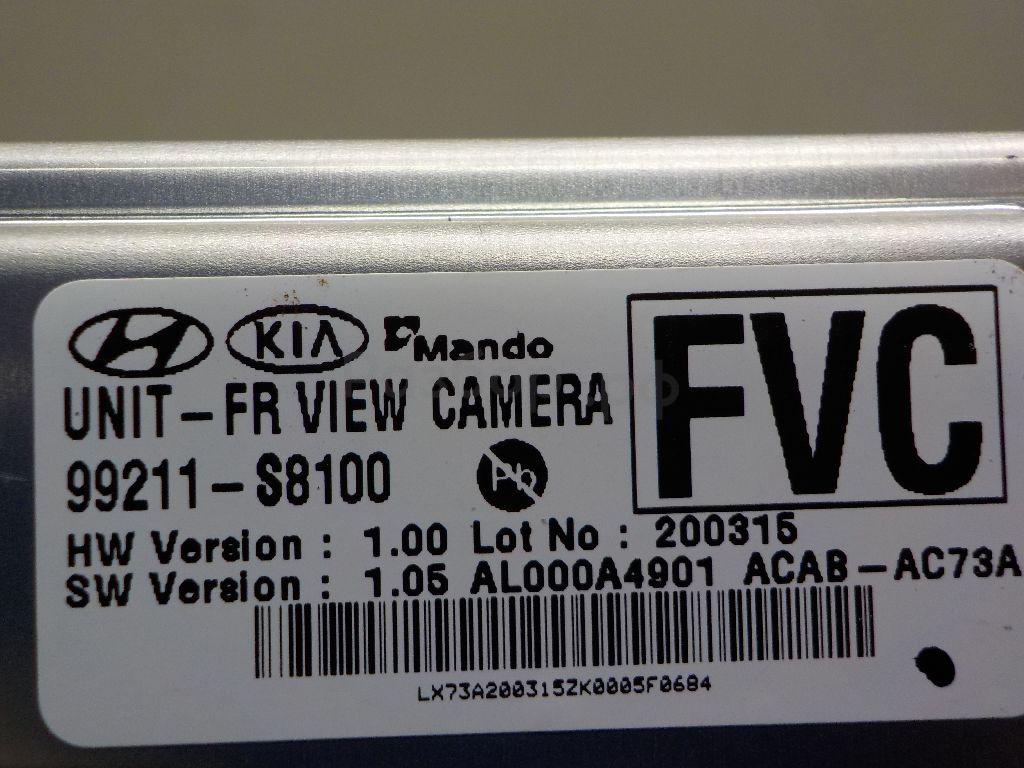 KIA Mando
UNIT-FR VIEW CAMERA
FVC
99211-S8100
Pb
HW Version : 1.00 Lot No : 200315
SW Version : 1.05 AL000A4901 ACAB-AC73A
LX73A200315ZK0005F0684